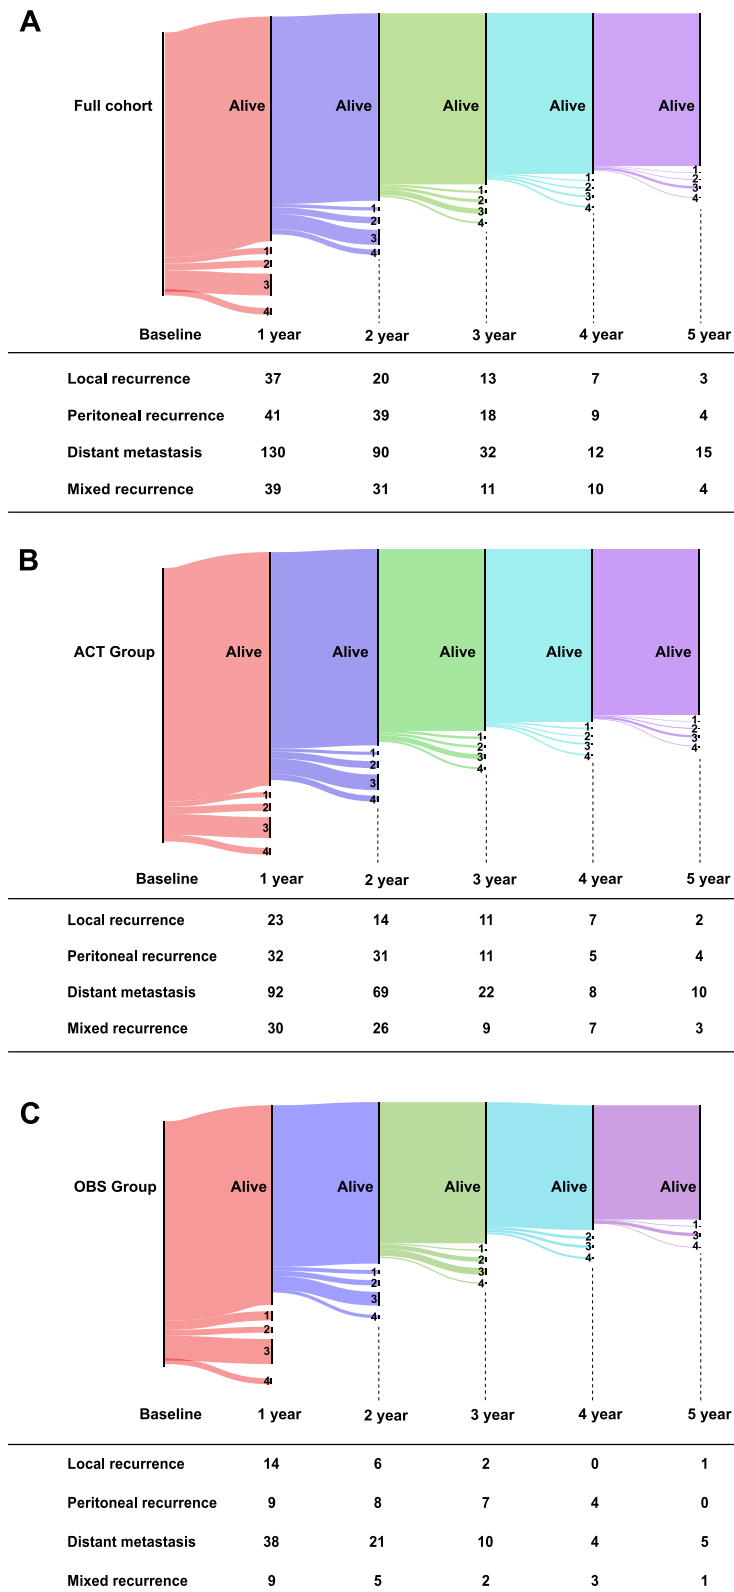 A
Full cohort
Alive Alive Alive Alive Alive
1 2 3 4
1 2 3 4
1 2 3 4
1 2 3 4
1 2 3 4
Baseline 1 year 2 year 3 year 4 year 5 year
Local recurrence 37 20 13 7 3
Peritoneal recurrence 41 39 18 9 4
Distant metastasis 130 90 32 12 15
Mixed recurrence 39 31 11 10 4
B
ACT Group
Alive Alive Alive Alive Alive
1 2 3 4
1 2 3 4
1 2 3 4
1 2 3 4
1 2 3 4
Baseline 1 year 2 year 3 year 4 year 5 year
Local recurrence 23 14 11 7 2
Peritoneal recurrence 32 31 11 5 4
Distant metastasis 92 69 22 8 10
Mixed recurrence 30 26 9 7 3
C
OBS Group
Alive Alive Alive Alive Alive
1 2 3 4
1 2 3 4
1 2 3 4
2 3 4
1 3 4
Baseline 1 year 2 year 3 year 4 year 5 year
Local recurrence 14 6 2 0 1
Peritoneal recurrence 9 8 7 4 0
Distant metastasis 38 21 10 4 5
Mixed recurrence 9 5 2 3 1